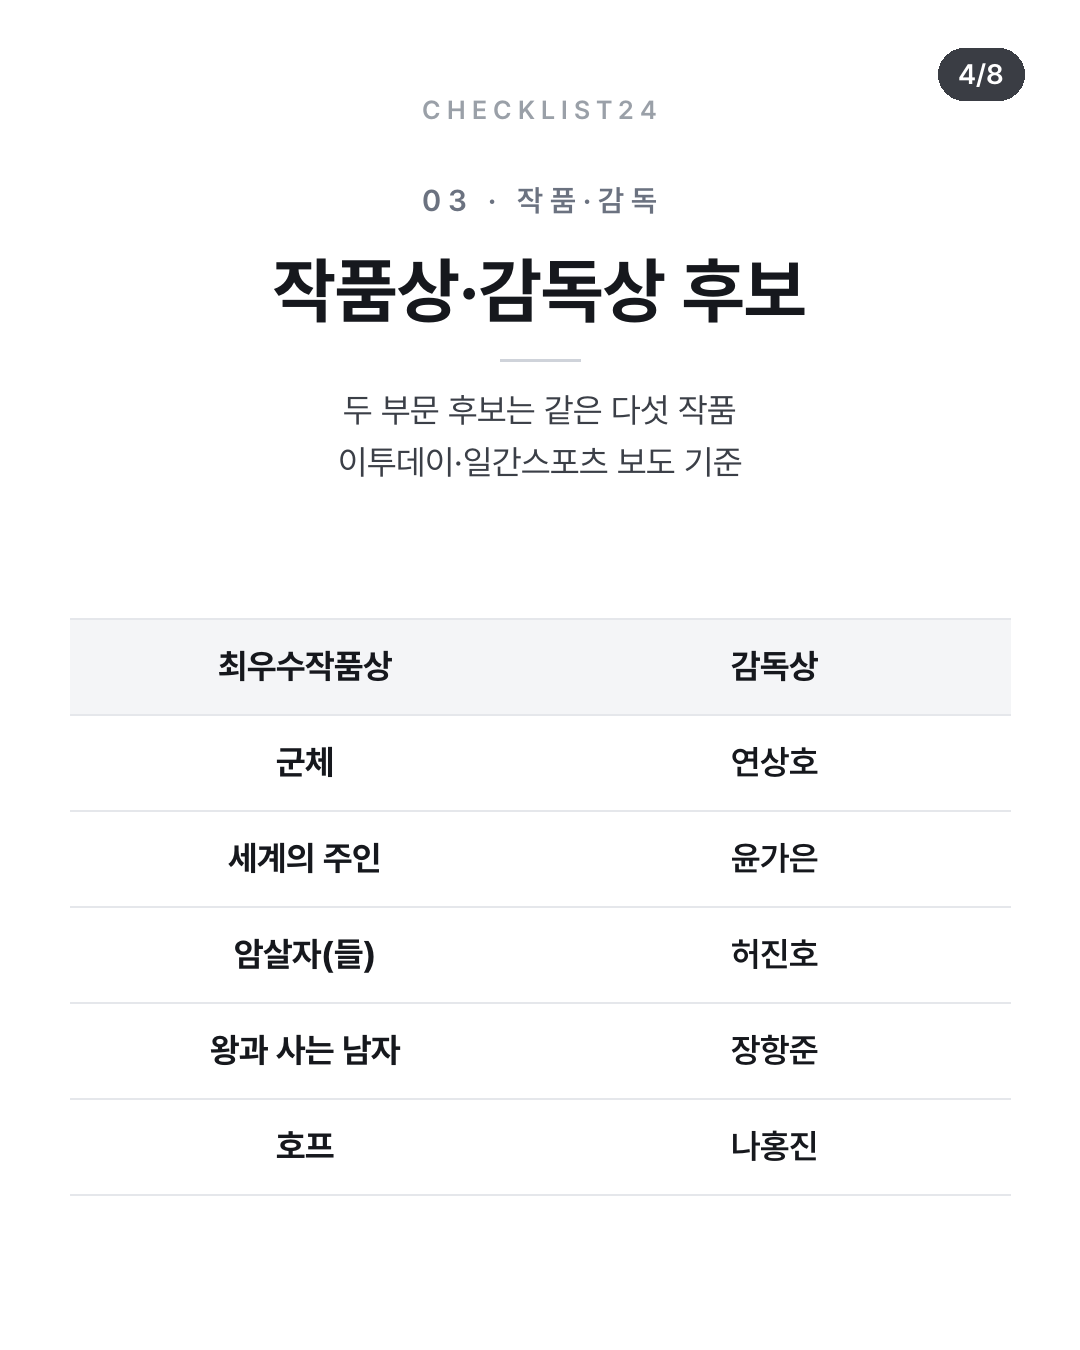 4/8
CHECKLIST24
03 · 작품·감독
작품상·감독상 후보
두 부문 후보는 같은 다섯 작품
이투데이·일간스포츠 보도 기준
최우수작품상 감독상
군체 연상호
세계의 주인 윤가은
암살자(들) 허진호
왕과 사는 남자 장항준
호프 나홍진